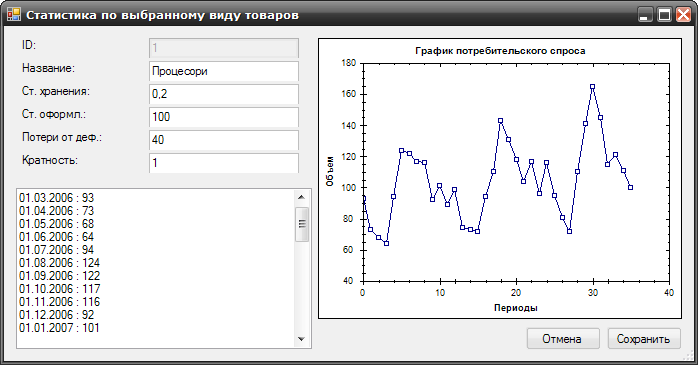 Статистика по выбранному виду товаров
ID:
1
Название:
Процесори
Ст. хранения:
0,2
Ст. оформл.:
100
Потери от деф.:
40
Кратность:
1
01.03.2006 : 93
01.04.2006 : 73
01.05.2006 : 68
01.06.2006 : 64
01.07.2006 : 94
01.08.2006 : 124
01.09.2006 : 122
01.10.2006 : 117
01.11.2006 : 116
01.12.2006 : 92
01.01.2007 : 101
График потребительского спроса
Объем
180
160
140
120
100
80
60
40
0
10
20
30
40
Периоды
Отмена
Сохранить